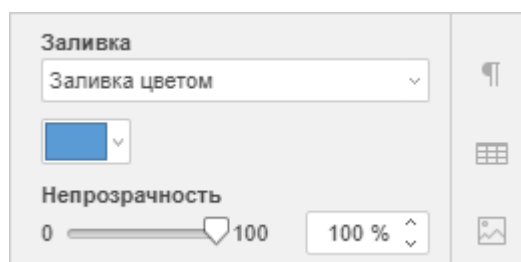 Заливка
Заливка цветом
Непрозрачность
0 100 100 %